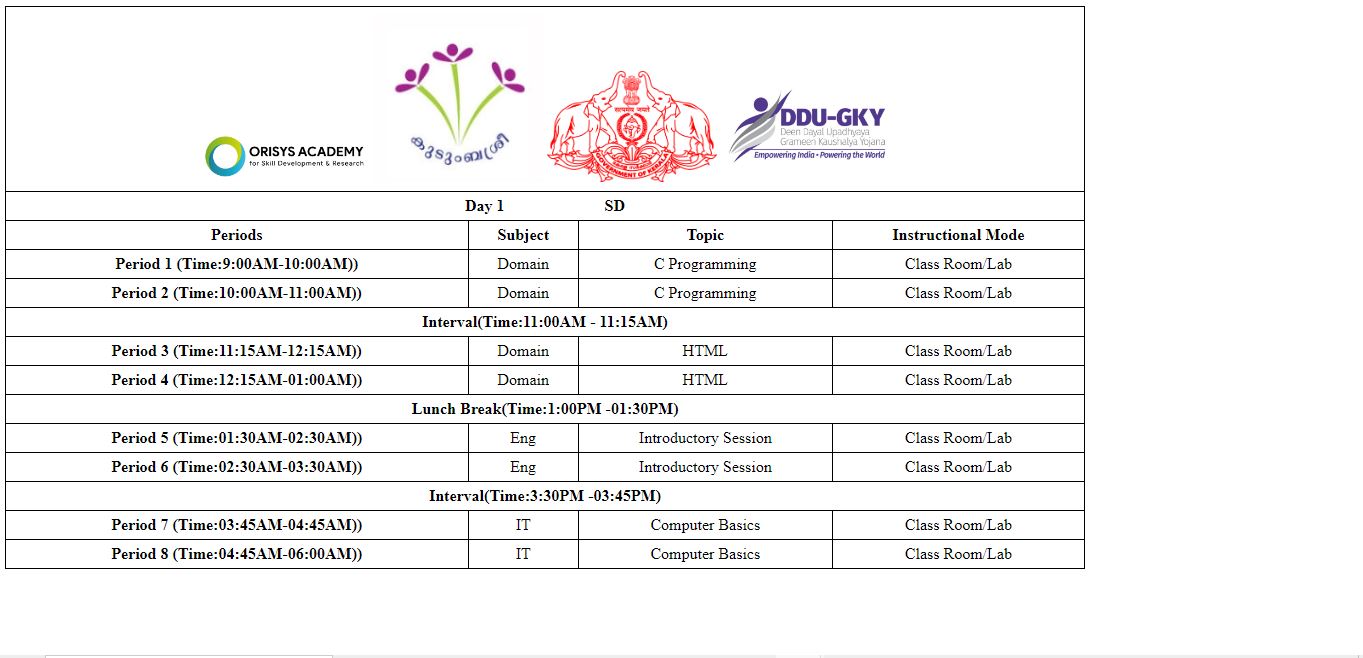 ORISYS ACADEMY
for Skill Development & Research
കുടുംബശ്രീ
सत्यमेव जयते
GOVERNMENT OF KERALA
DDU-GKY
Deen Dayal Upadhyaya
Grameen Kaushalya Yojana
Empowering India • Powering the World
Day 1 SD
Periods Subject Topic Instructional Mode
Period 1 (Time:9:00AM-10:00AM)) Domain C Programming Class Room/Lab
Period 2 (Time:10:00AM-11:00AM)) Domain C Programming Class Room/Lab
Interval(Time:11:00AM - 11:15AM)
Period 3 (Time:11:15AM-12:15AM)) Domain HTML Class Room/Lab
Period 4 (Time:12:15AM-01:00AM)) Domain HTML Class Room/Lab
Lunch Break(Time:1:00PM -01:30PM)
Period 5 (Time:01:30AM-02:30AM)) Eng Introductory Session Class Room/Lab
Period 6 (Time:02:30AM-03:30AM)) Eng Introductory Session Class Room/Lab
Interval(Time:3:30PM -03:45PM)
Period 7 (Time:03:45AM-04:45AM)) IT Computer Basics Class Room/Lab
Period 8 (Time:04:45AM-06:00AM)) IT Computer Basics Class Room/Lab